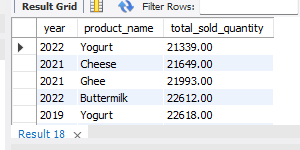 Result Grid Filter Rows:
year product_name total_sold_quantity
2022 Yogurt 21339.00
2021 Cheese 21649.00
2021 Ghee 21993.00
2022 Buttermilk 22612.00
2019 Yogurt 22618.00
Result 18